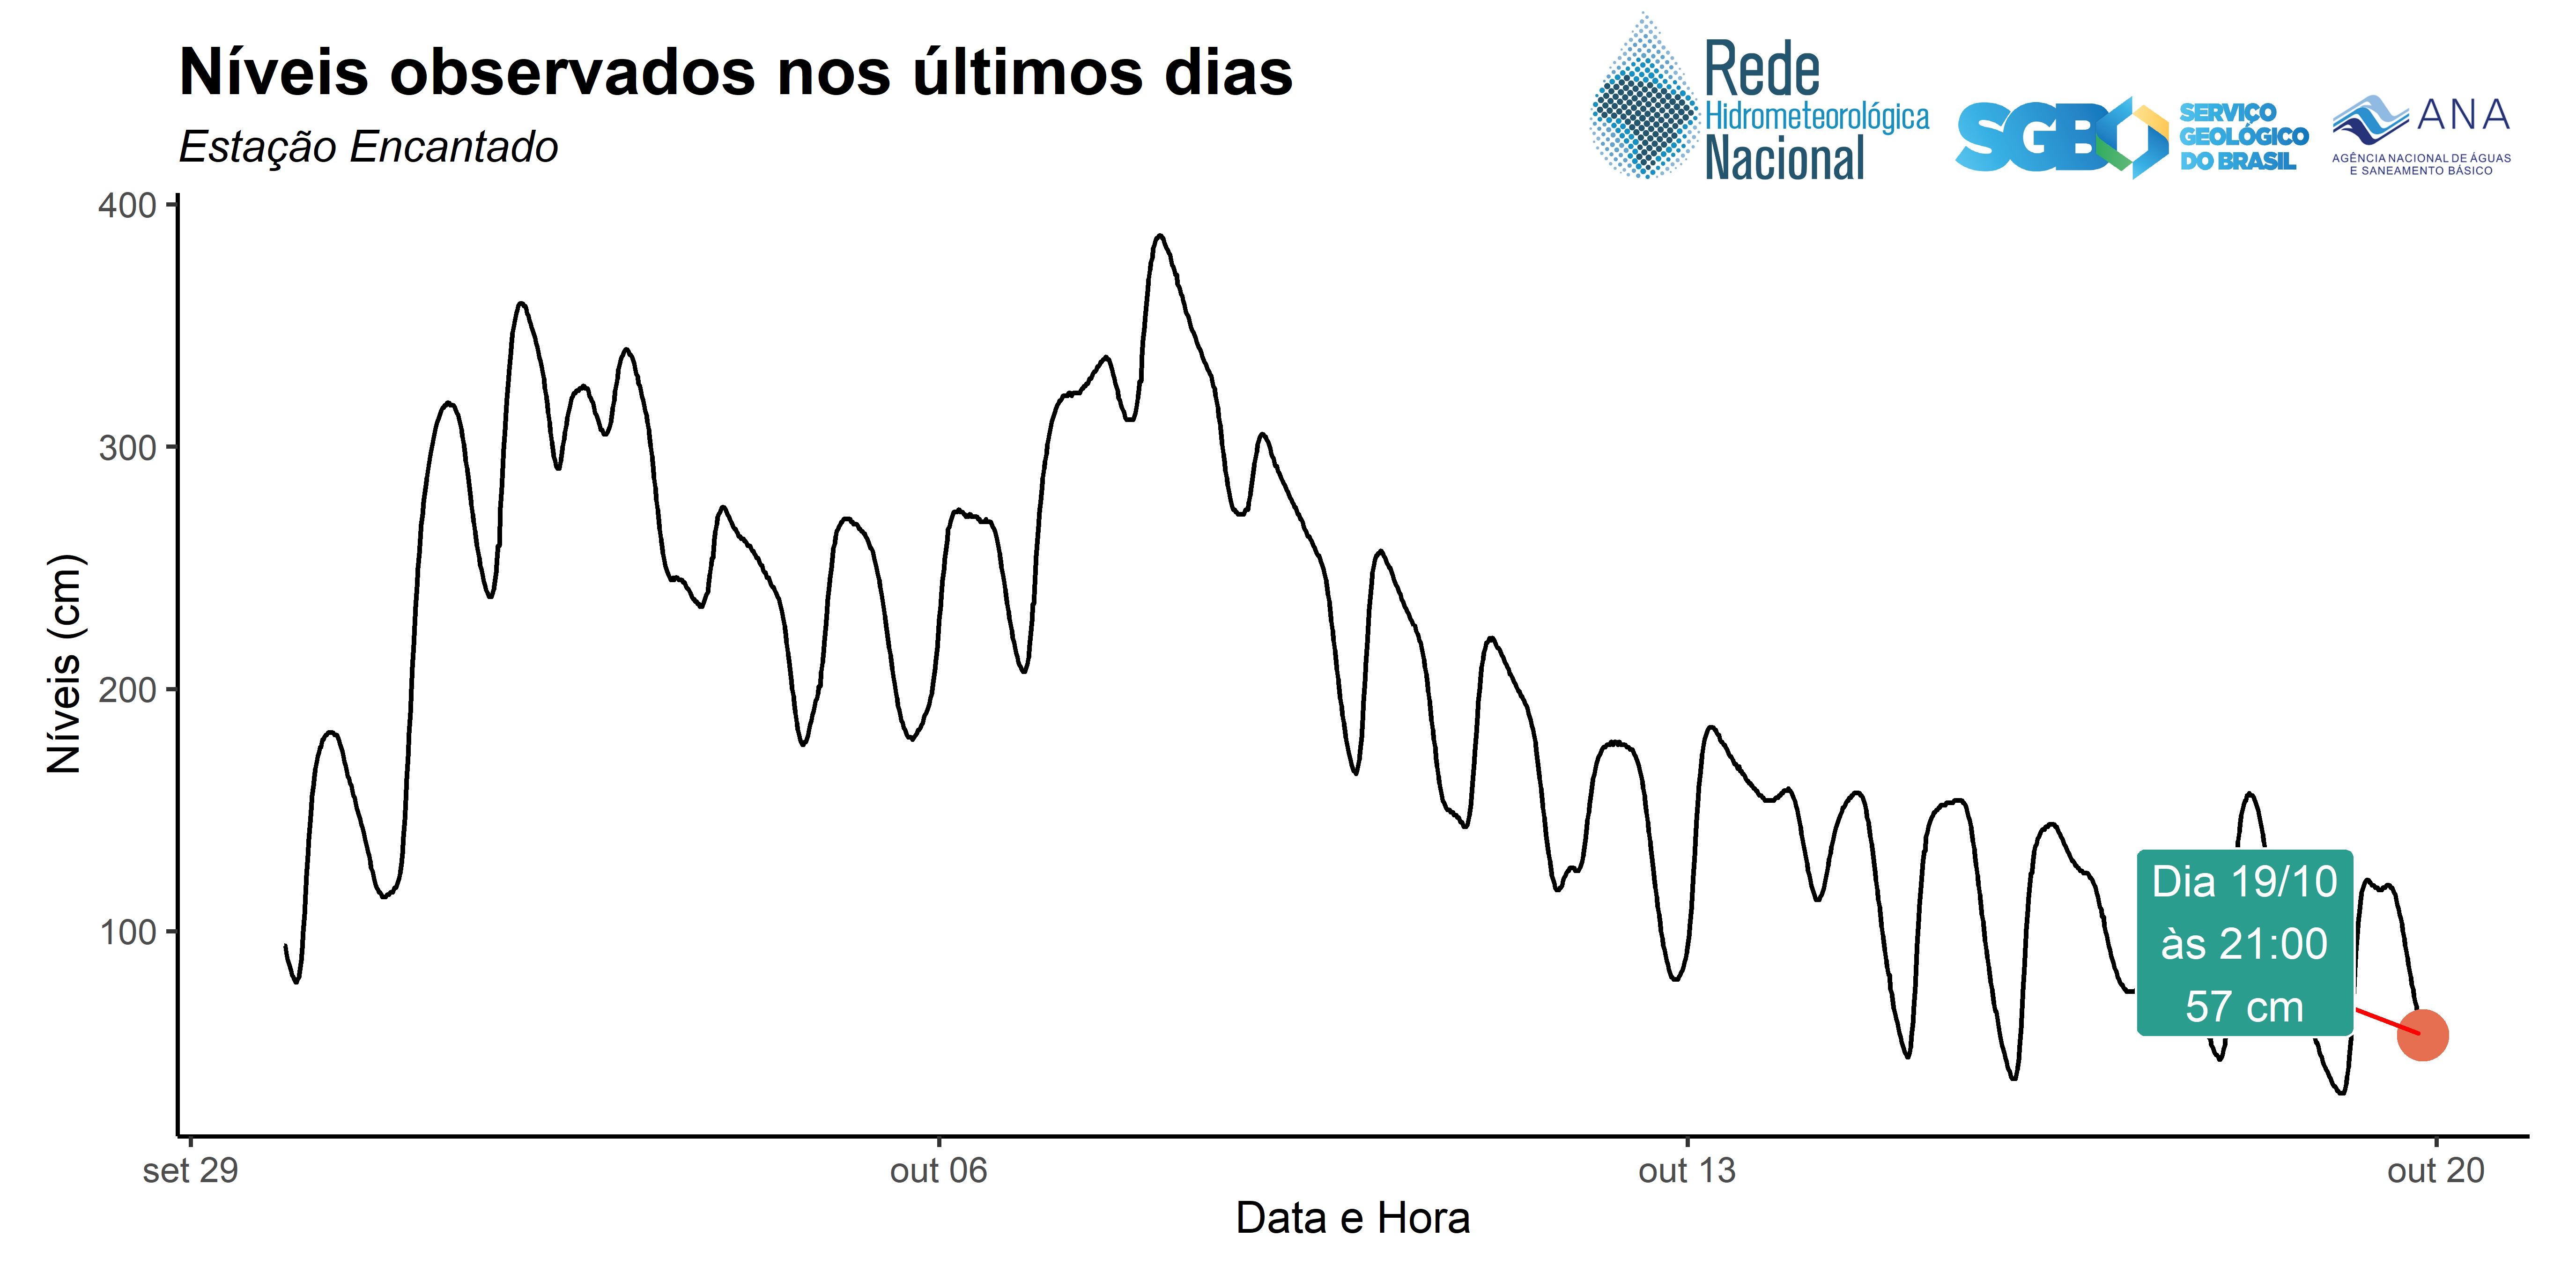 Níveis observados nos últimos dias
Estação Encantado
Rede
Hidrometeorológica
Nacional
SGB
SERVIÇO
GEOLÓGICO
DO BRASIL
ANA
AGÊNCIA NACIONAL DE ÁGUAS
E SANEAMENTO BÁSICO
Níveis (cm)
400
300
200
100
Dia 19/10
às 21:00
57 cm
set 29
out 06
out 13
out 20
Data e Hora